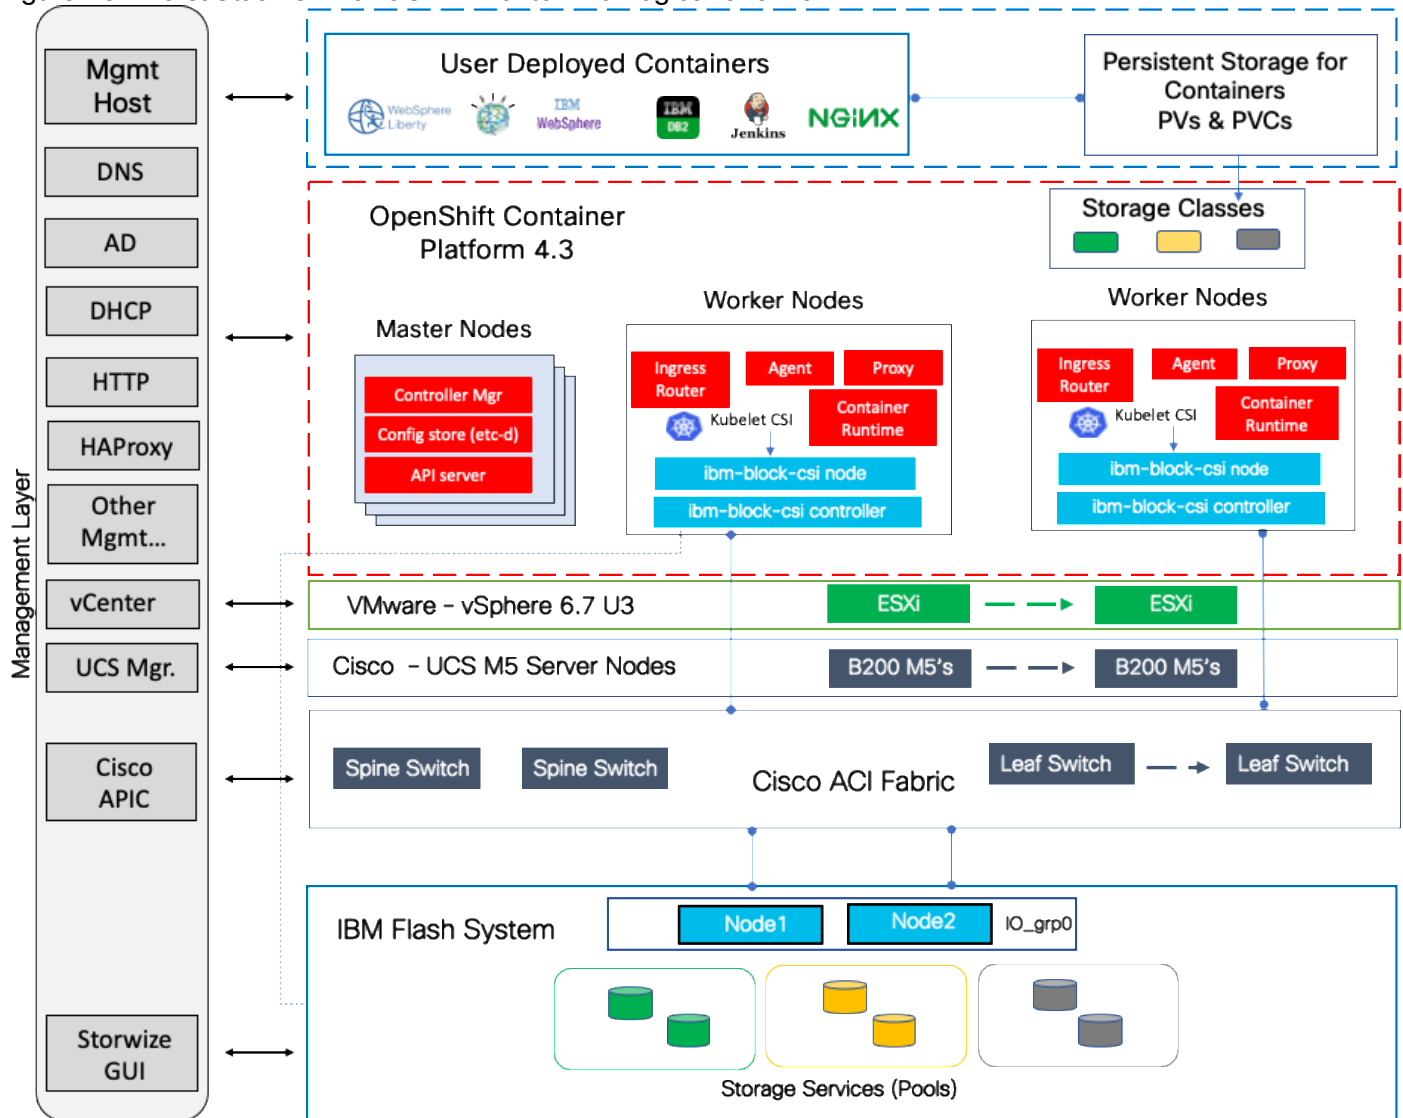 Mgmt
Host
DNS
AD
DHCP
HTTP
HAProxy
Other
Mgmt...
vCenter
UCS Mgr.
Cisco
APIC
Storwize
GUI
Management Layer
User Deployed Containers
WebSphere
Liberty
IBM
WebSphere
IBM
DB2
Jenkins
NGINX
Persistent Storage for
Containers
PVs & PVCs
OpenShift Container
Platform 4.3
Storage Classes
Master Nodes
Controller Mgr
Config store (etc-d)
API server
Worker Nodes
Ingress
Router
Agent
Proxy
Kubelet CSI
Container
Runtime
ibm-block-csi node
ibm-block-csi controller
Worker Nodes
Ingress
Router
Agent
Proxy
Kubelet CSI
Container
Runtime
ibm-block-csi node
ibm-block-csi controller
VMware - vSphere 6.7 U3
ESXi
ESXi
Cisco - UCS M5 Server Nodes
B200 M5's
B200 M5's
Spine Switch
Spine Switch
Cisco ACI Fabric
Leaf Switch
Leaf Switch
IBM Flash System
Node1
Node2
IO_grp0
Storage Services (Pools)